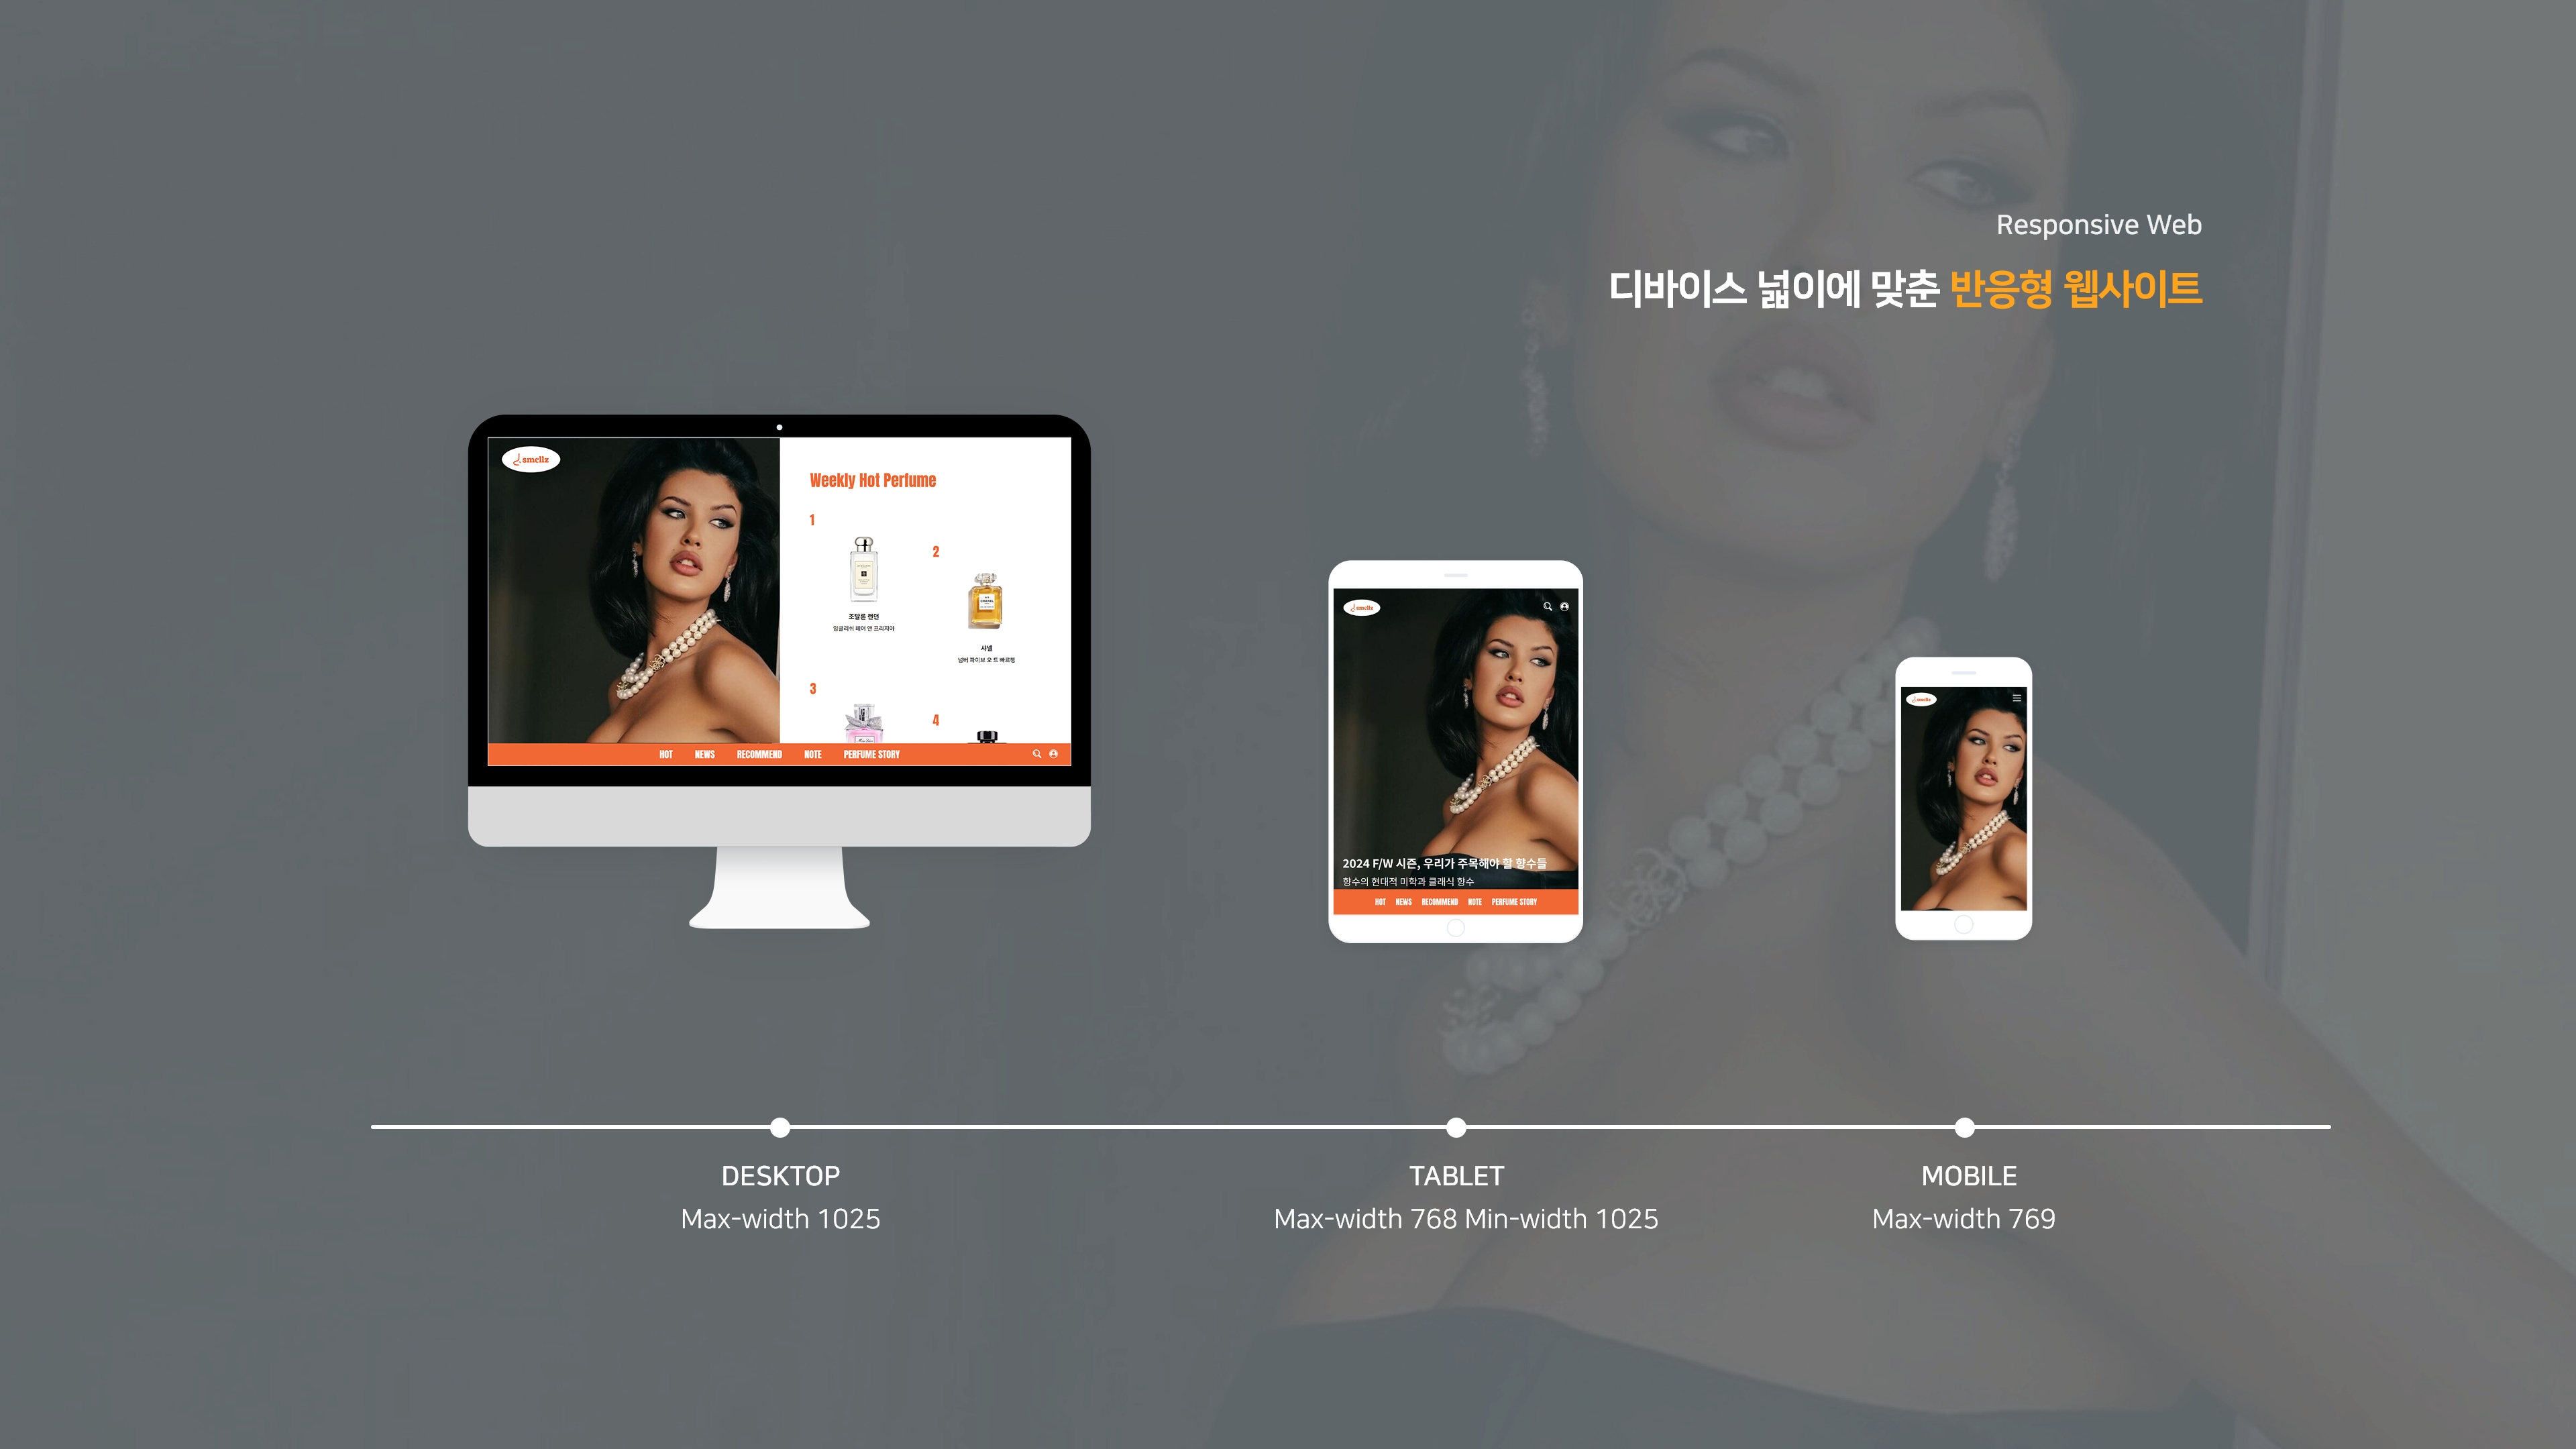 Responsive Web
디바이스 넓이에 맞춘 반응형 웹사이트
smellz
Weekly Hot Perfume
1
조말론 런던
잉글리쉬 페어 앤 프리지아
2
CHANEL
샤넬
넘버 파이브 오 드 빠르펭
3
4
HOT NEWS RECOMMEND NOTE PERFUME STORY
smellz
2024 F/W 시즌, 우리가 주목해야 할 향수들
향수의 현대적 미학과 클래식 향수
HOT NEWS RECOMMEND NOTE PERFUME STORY
smellz
DESKTOP
Max-width 1025
TABLET
Max-width 768 Min-width 1025
MOBILE
Max-width 769